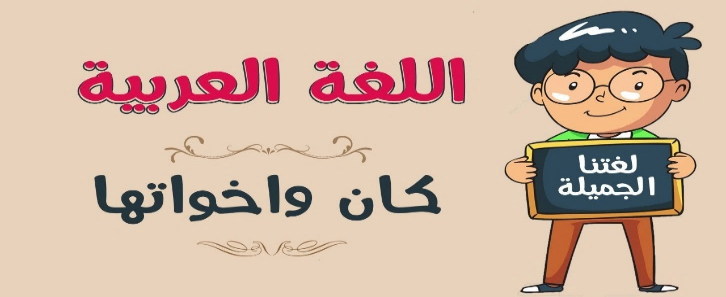 اللغة العربية
كان واخواتها
لغتنا
الجميلة